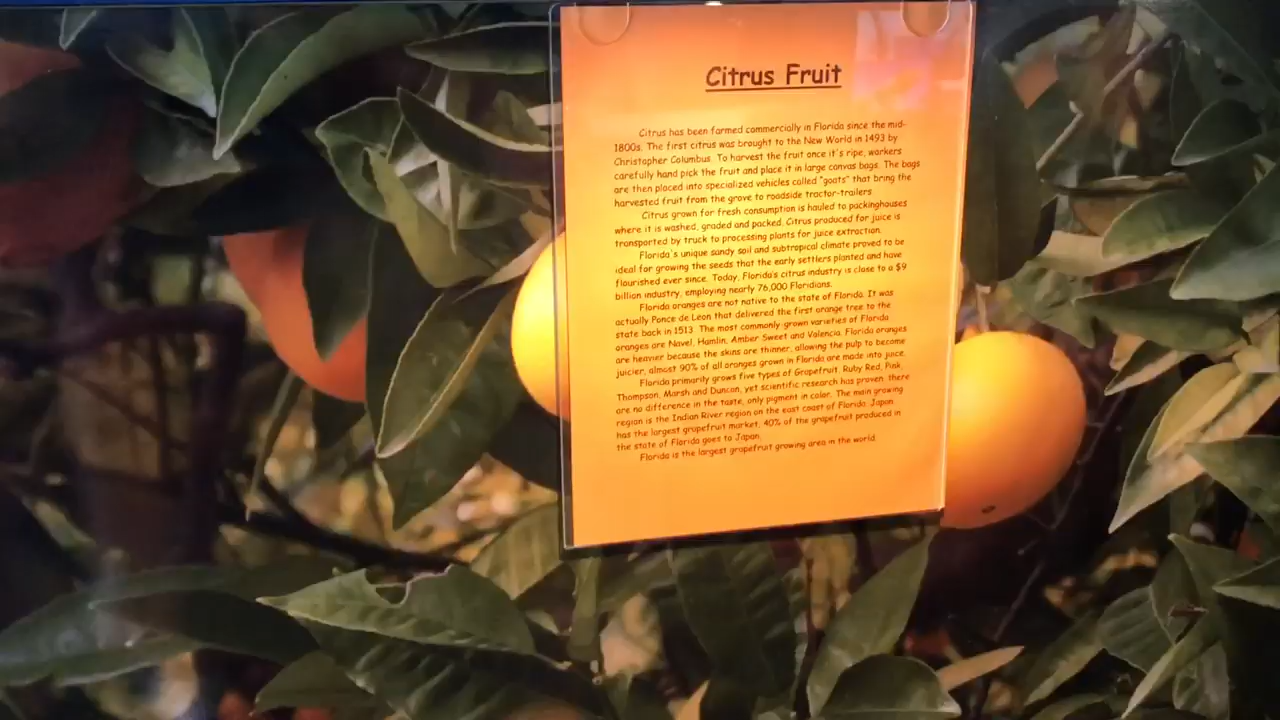 Citrus Fruit
Citrus has been farmed commercially in Florida since the mid-
1800s. The first citrus was brought to the New World in 1493 by
Christopher Columbus. To harvest the fruit once it's ripe, workers
carefully hand pick the fruit and place it in large canvas bags. The bags
are then placed into specialized vehicles called "goats" that bring the
harvested fruit from the grove to roadside tractor-trailers.
Citrus grown for fresh consumption is hauled to packinghouses
where it is washed, graded and packed. Citrus produced for juice is
transported by truck to processing plants for juice extraction.
Florida's unique sandy soil and subtropical climate proved to be
ideal for growing the seeds that the early settlers planted and have
flourished ever since. Today, Florida's citrus industry is close to a $9
billion industry, employing nearly 76,000 Floridians.
Florida oranges are not native to the state of Florida. It was
actually Ponce de Leon that delivered the first orange tree to the
state back in 1513. The most commonly grown varieties of Florida
oranges are Navel, Hamlin, Amber Sweet and Valencia. Florida oranges
are heavier because the skins are thinner, allowing the pulp to become
juicier, almost 90% of all oranges grown in Florida are made into juice.
Florida primarily grows five types of Grapefruit, Ruby Red, Pink,
Thompson, Marsh and Duncan, yet scientific research has proven, there
are no difference in the taste, only pigment in color. The main growing
region is the Indian River region on the east coast of Florida. Japan
has the largest grapefruit market, 40% of the grapefruit produced in
the state of Florida goes to Japan.
Florida is the largest grapefruit growing area in the world.